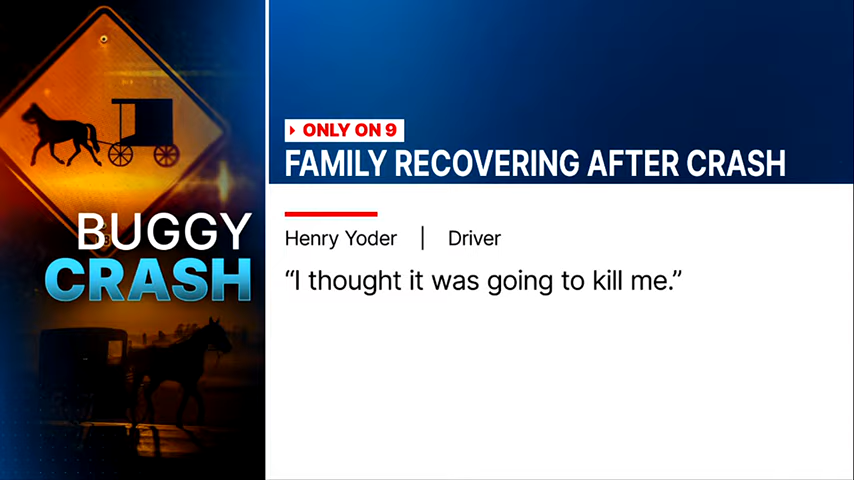 BUGGY
CRASH
ONLY ON 9
FAMILY RECOVERING AFTER CRASH
Henry Yoder | Driver
“I thought it was going to kill me.”